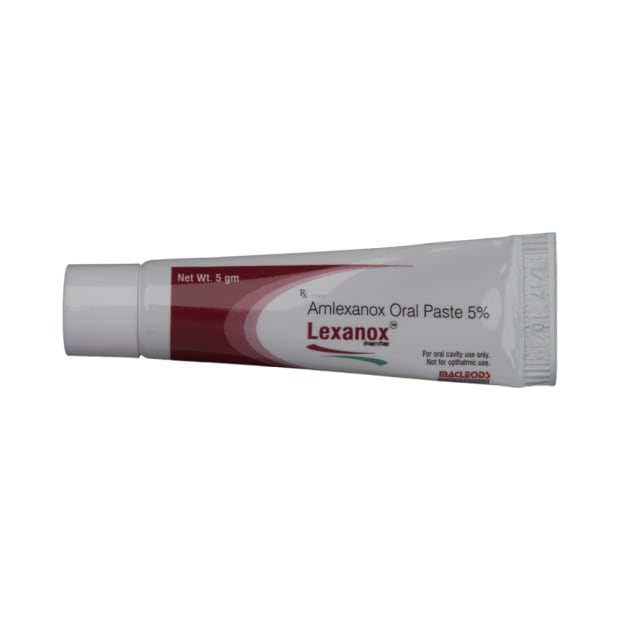 Net Wt. 5 gm
Rx
Amlexanox Oral Paste 5%
Lexanox™
For oral cavity use only.
Not for opthalmic use.
MACLEODS